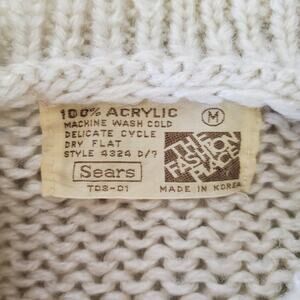 100% ACRYLIC
M
MACHINE WASH COLD
DELICATE CYCLE
DRY FLAT
STYLE 4324 D/7
THE
FASHION
PLACE
Sears
TDS-01
MADE IN KOREA